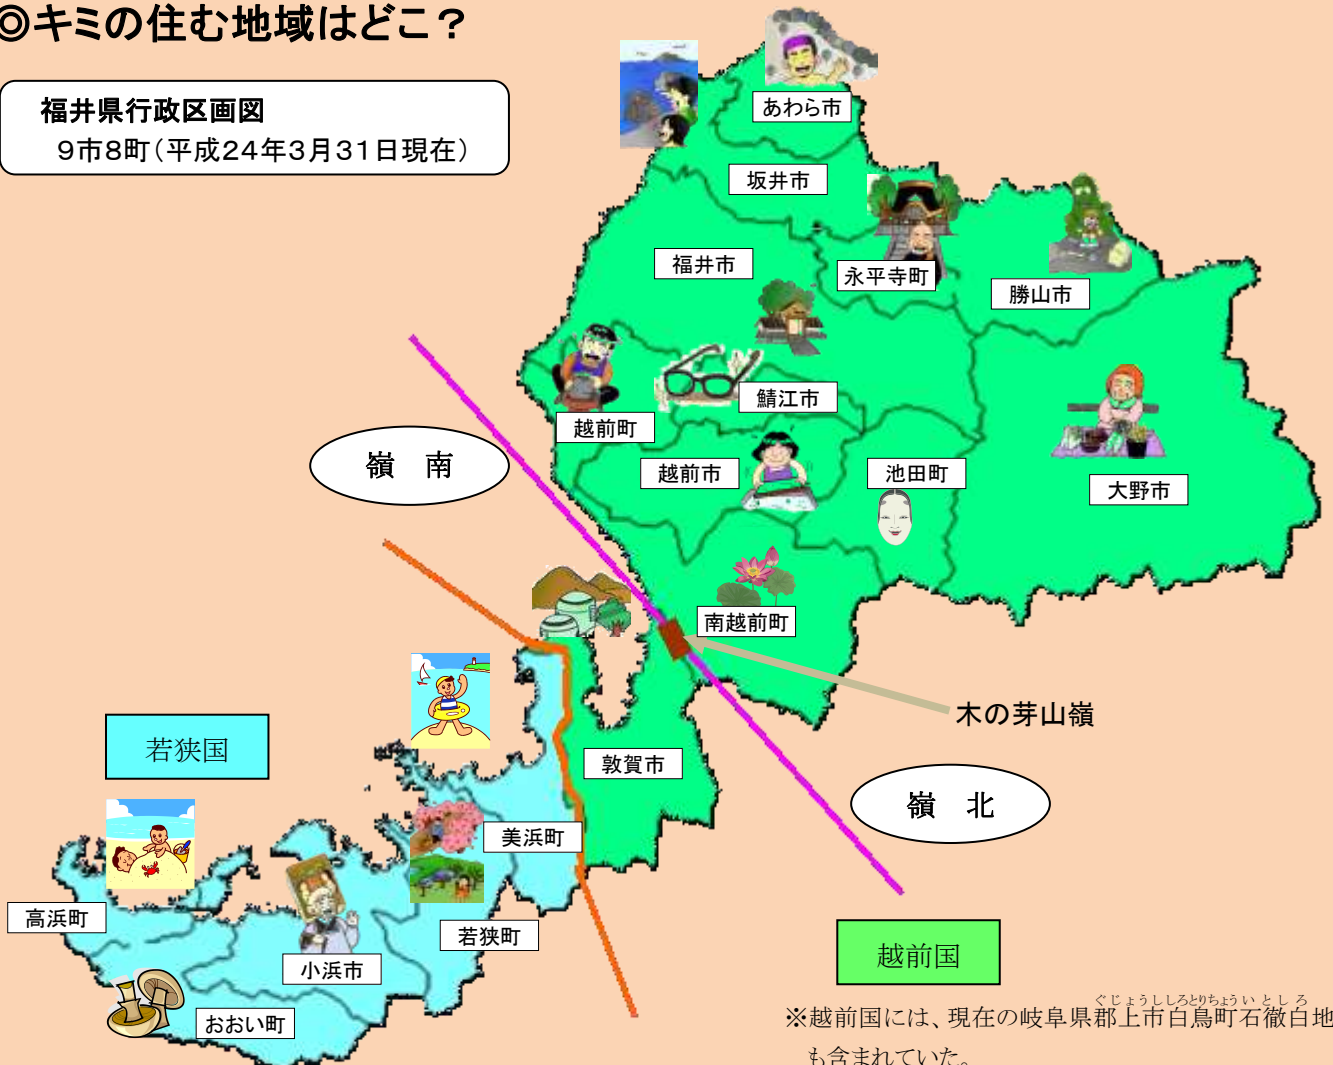 ◎キミの住む地域はどこ？
福井県行政区画図
9市8町（平成24年3月31日現在）
あわら市
坂井市
福井市
永平寺町
勝山市
鯖江市
越前町
嶺　南
越前市
池田町
大野市
南越前町
木の芽山嶺
若狭国
敦賀市
嶺　北
美浜町
高浜町
若狭町
小浜市
越前国
おおい町
ぐじょうししろとりちょういとしろ
※越前国には、現在の岐阜県郡上市白鳥町石徹白地
も含まれていた。